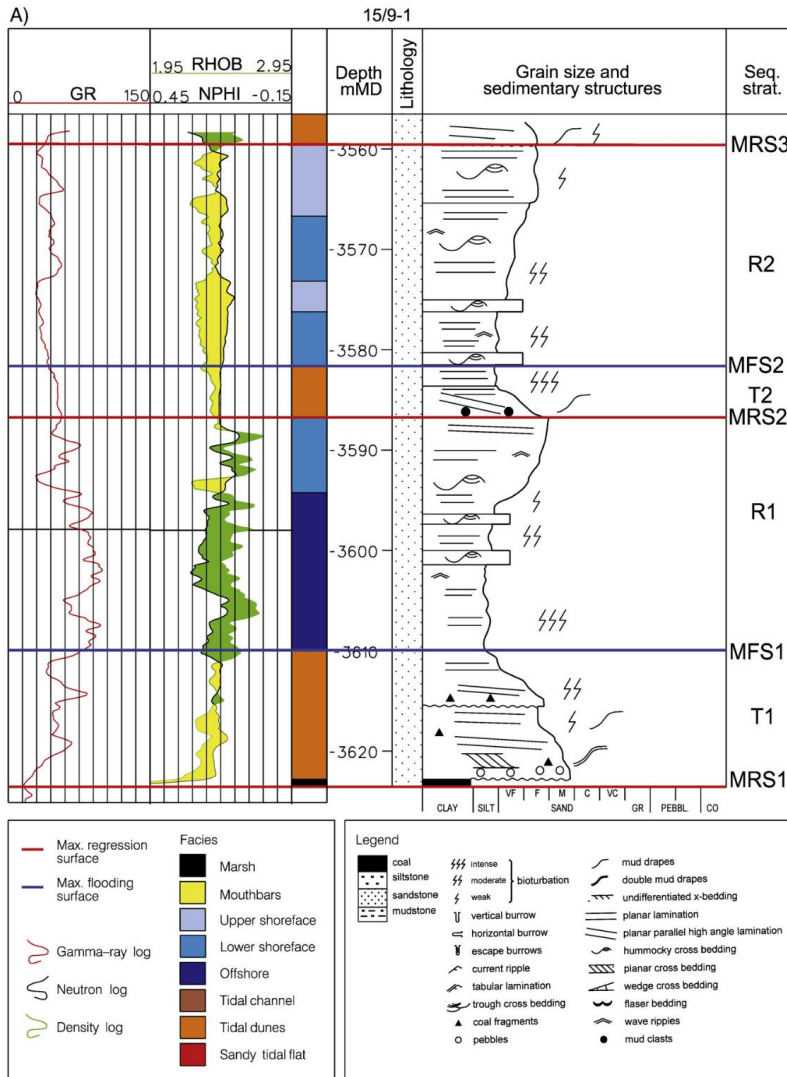 A)
15/9-1
1.95 RHOB 2.95
0 GR 150
0.45 NPHI -0.15
Depth
mMD
Lithology
Grain size and
sedimentary structures
Seq.
strat.
MRS3
-3560
-3570
R2
-3580
MFS2
T2
MRS2
-3590
R1
-3600
-3610
MFS1
T1
-3620
MRS1
VF F M C VC
CLAY SILT SAND GR PEBBL. CO
Max. regression
surface
Max. flooding
surface
Gamma–ray log
Neutron log
Density log
Facies
Marsh
Mouthbars
Upper shoreface
Lower shoreface
Offshore
Tidal channel
Tidal dunes
Sandy tidal flat
Legend
coal
siltstone
sandstone
mudstone
intense
moderate
weak
bioturbation
vertical burrow
horizontal burrow
escape burrows
current ripple
tabular lamination
trough cross bedding
coal fragments
pebbles
mud drapes
double mud drapes
undifferentiated x-bedding
planar lamination
planar parallel high angle lamination
hummocky cross bedding
planar cross bedding
wedge cross bedding
flaser bedding
wave ripples
mud clasts